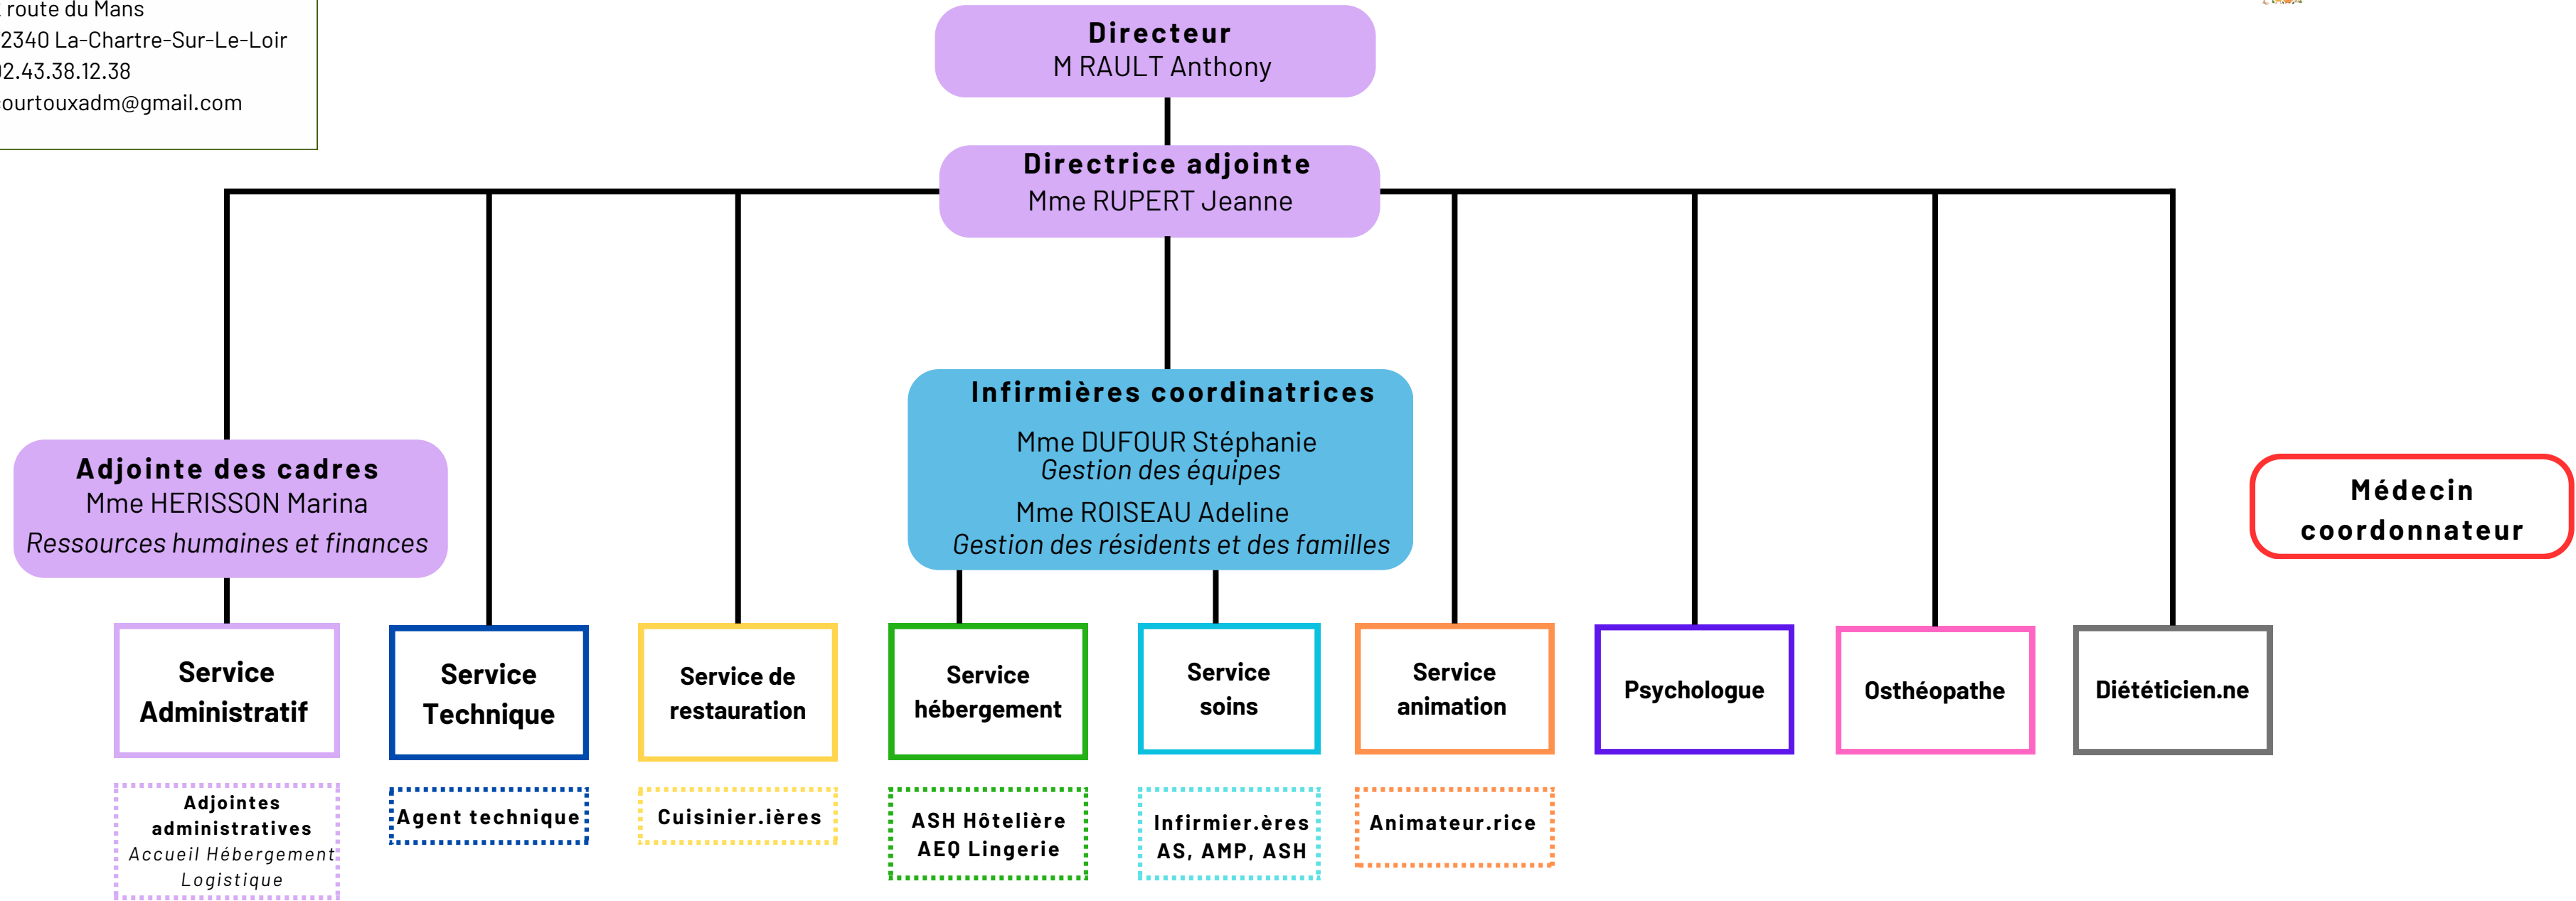 route du Mans
2340 La-Chartre-Sur-Le-Loir
02.43.38.12.38
courtouxadm@gmail.com
Directeur
M RAULT Anthony
Directrice adjointe
Mme RUPERT Jeanne
Infirmières coordinatrices
Mme DUFOUR Stéphanie
Gestion des équipes
Mme ROISEAU Adeline
Gestion des résidents et des familles
Adjointe des cadres
Mme HERISSON Marina
Ressources humaines et finances
Médecin
coordonnateur
Service
Administratif
Service
Technique
Service de
restauration
Service
hébergement
Service
soins
Service
animation
Psychologue
Osthéopathe
Diététicien.ne
Adjointes
administratives
Accueil Hébergement
Logistique
Agent technique
Cuisinier.ières
ASH Hôtelière
AEQ Lingerie
Infirmier.ères
AS, AMP, ASH
Animateur.rice